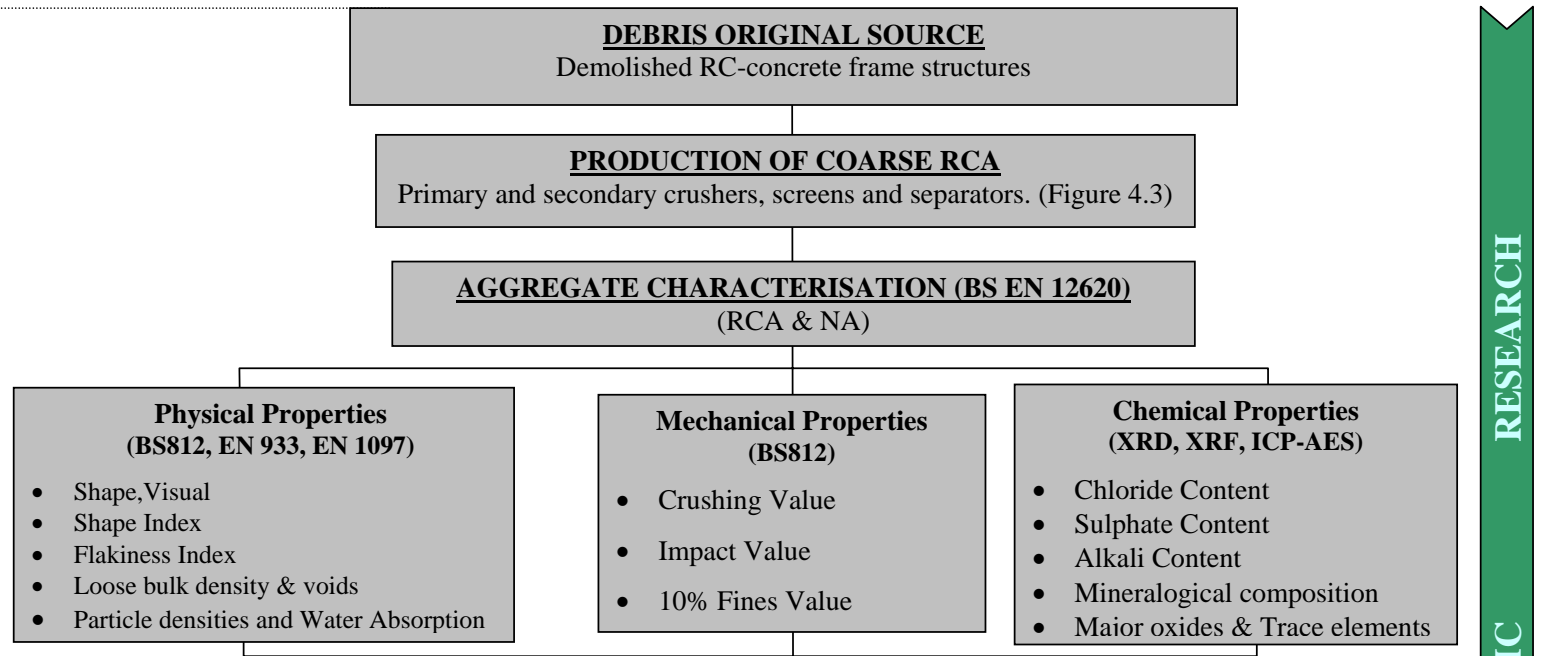 DEBRIS ORIGINAL SOURCE
Demolished RC-concrete frame structures
PRODUCTION OF COARSE RCA
Primary and secondary crushers, screens and separators. (Figure 4.3)
AGGREGATE CHARACTERISATION (BS EN 12620)
(RCA & NA)
Physical Properties
(BS812, EN 933, EN 1097)
• Shape,Visual
• Shape Index
• Flakiness Index
• Loose bulk density & voids
• Particle densities and Water Absorption
Mechanical Properties
(BS812)
• Crushing Value
• Impact Value
• 10% Fines Value
Chemical Properties
(XRD, XRF, ICP-AES)
• Chloride Content
• Sulphate Content
• Alkali Content
• Mineralogical composition
• Major oxides & Trace elements
RESEARCH